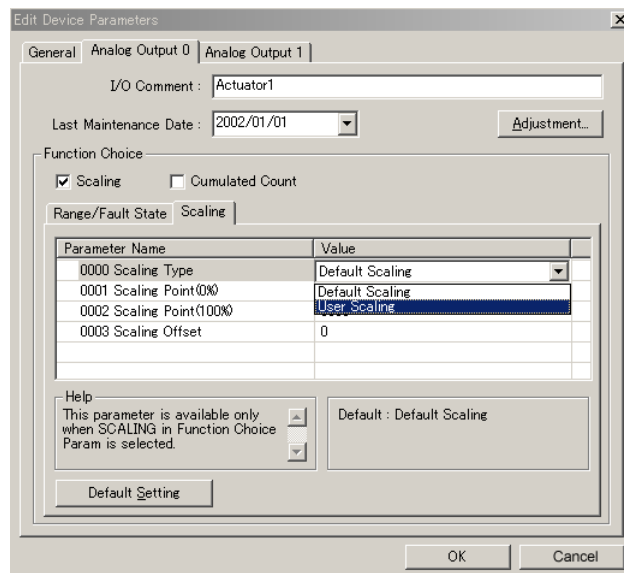 Edit Device Parameters
General Analog Output 0 Analog Output 1
I/O Comment : Actuator1
Last Maintenance Date : 2002/01/01 Adjustment...
Function Choice
Scaling Cumulated Count
Range/Fault State Scaling
Parameter Name Value
0000 Scaling Type Default Scaling
0001 Scaling Point(0%) Default Scaling
User Scaling
0002 Scaling Point(100%)
0003 Scaling Offset 0
Help
This parameter is available only
when SCALING in Function Choice
Param is selected.
Default : Default Scaling
Default Setting
OK Cancel